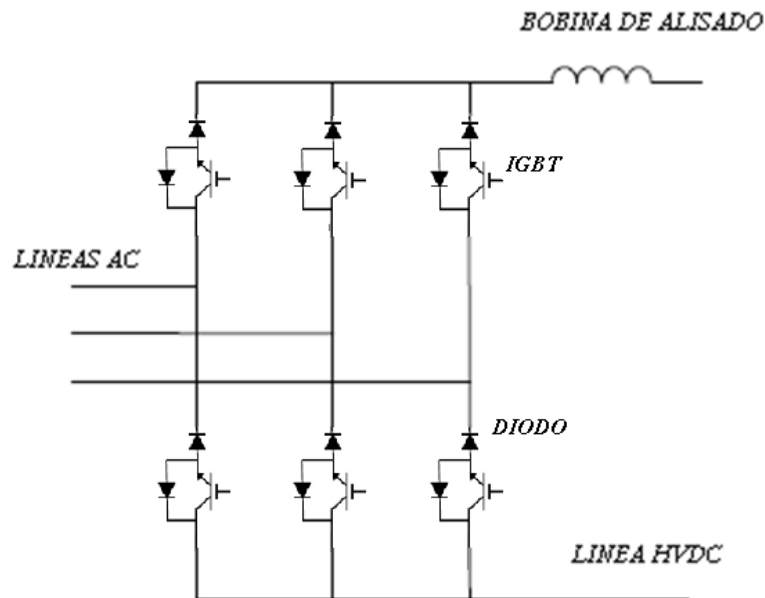 BOBINA DE ALISADO
IGBT
LINEAS AC
DIODO
LINEA HVDC